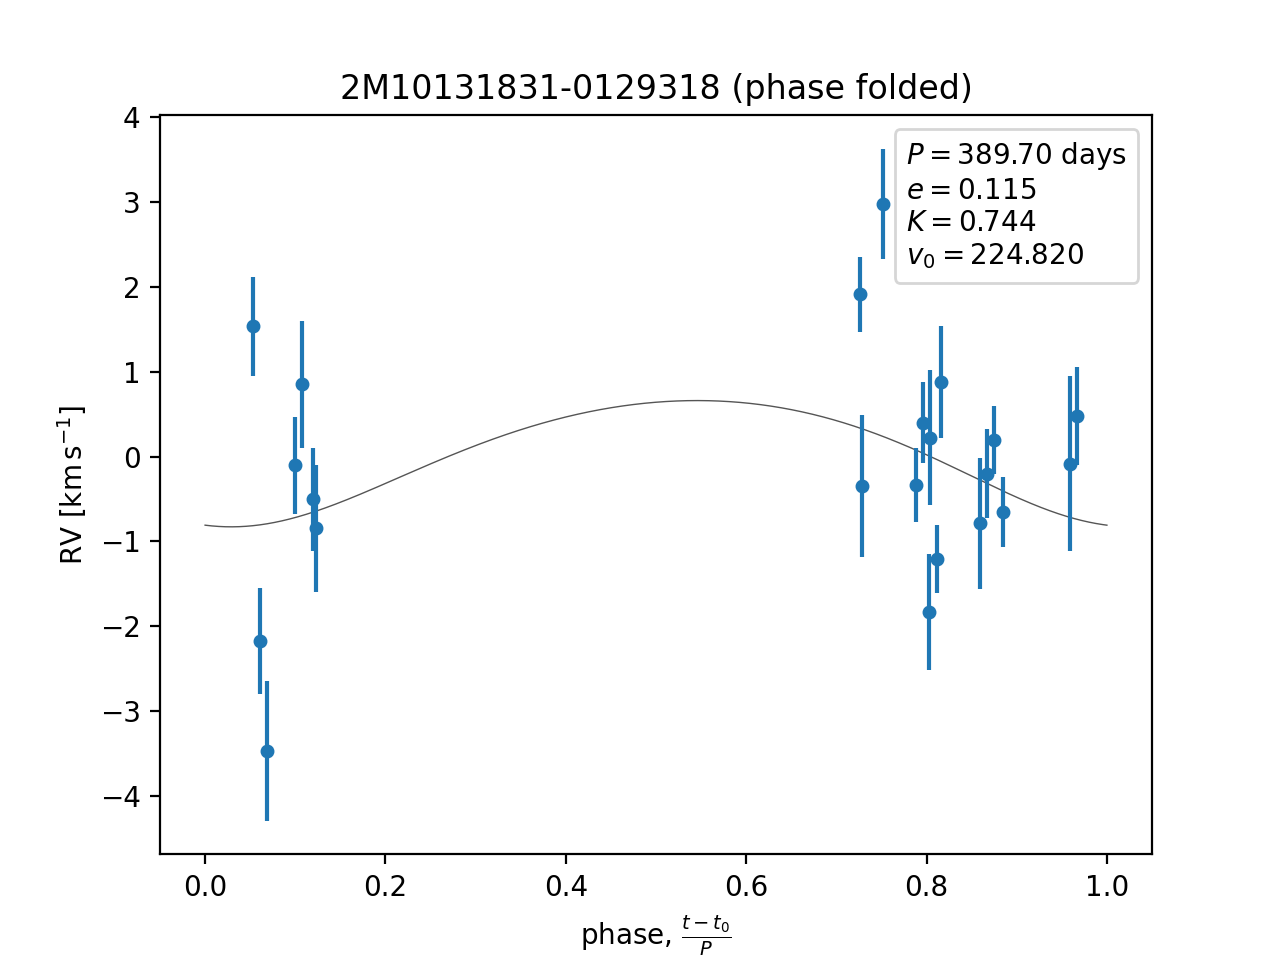 2M10131831-0129318 (phase folded)
P = 389.70 days
e = 0.115
K = 0.744
v₀ = 224.820
4
3
2
1
0
−1
−2
−3
−4
RV [km s⁻¹]
0.0 0.2 0.4 0.6 0.8 1.0
phase, (t − t₀)/P